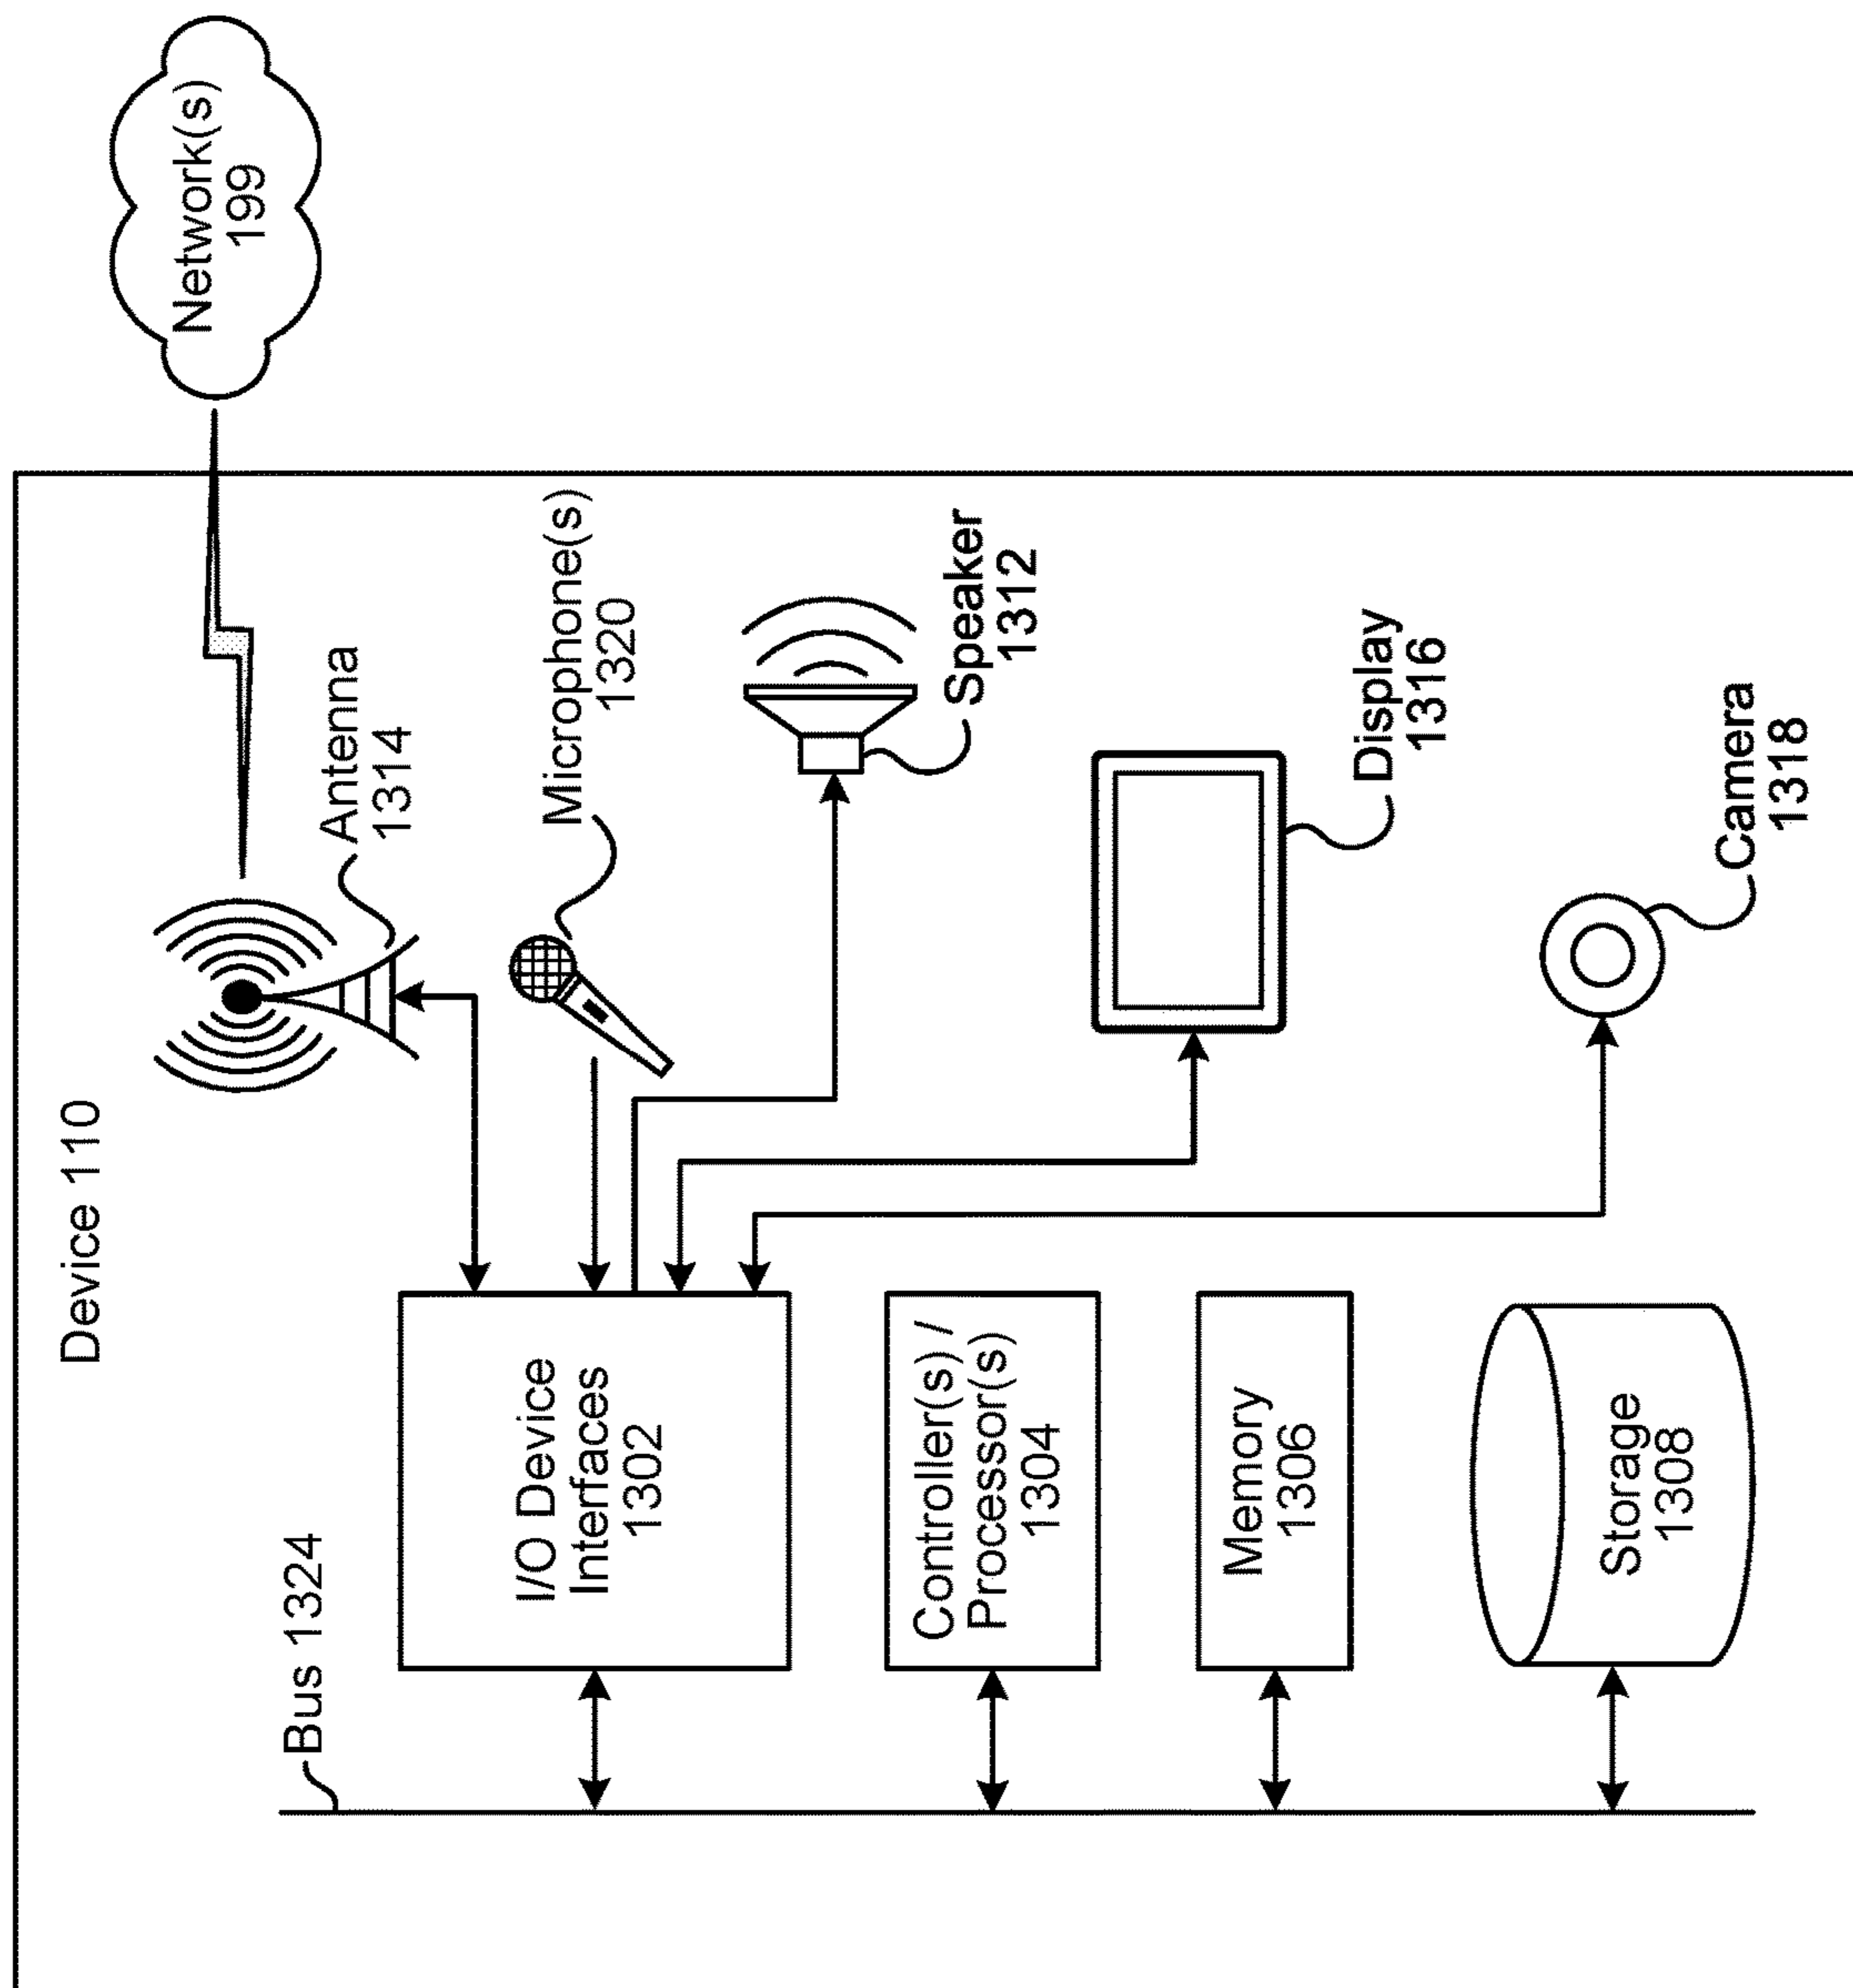 Device 110
Bus 1324
I/O Device
Interfaces
1302
Controller(s) /
Processor(s)
1304
Memory
1306
Storage
1308
Antenna
1314
Microphone(s)
1320
Speaker
1312
Display
1316
Camera
1318
Network(s)
199